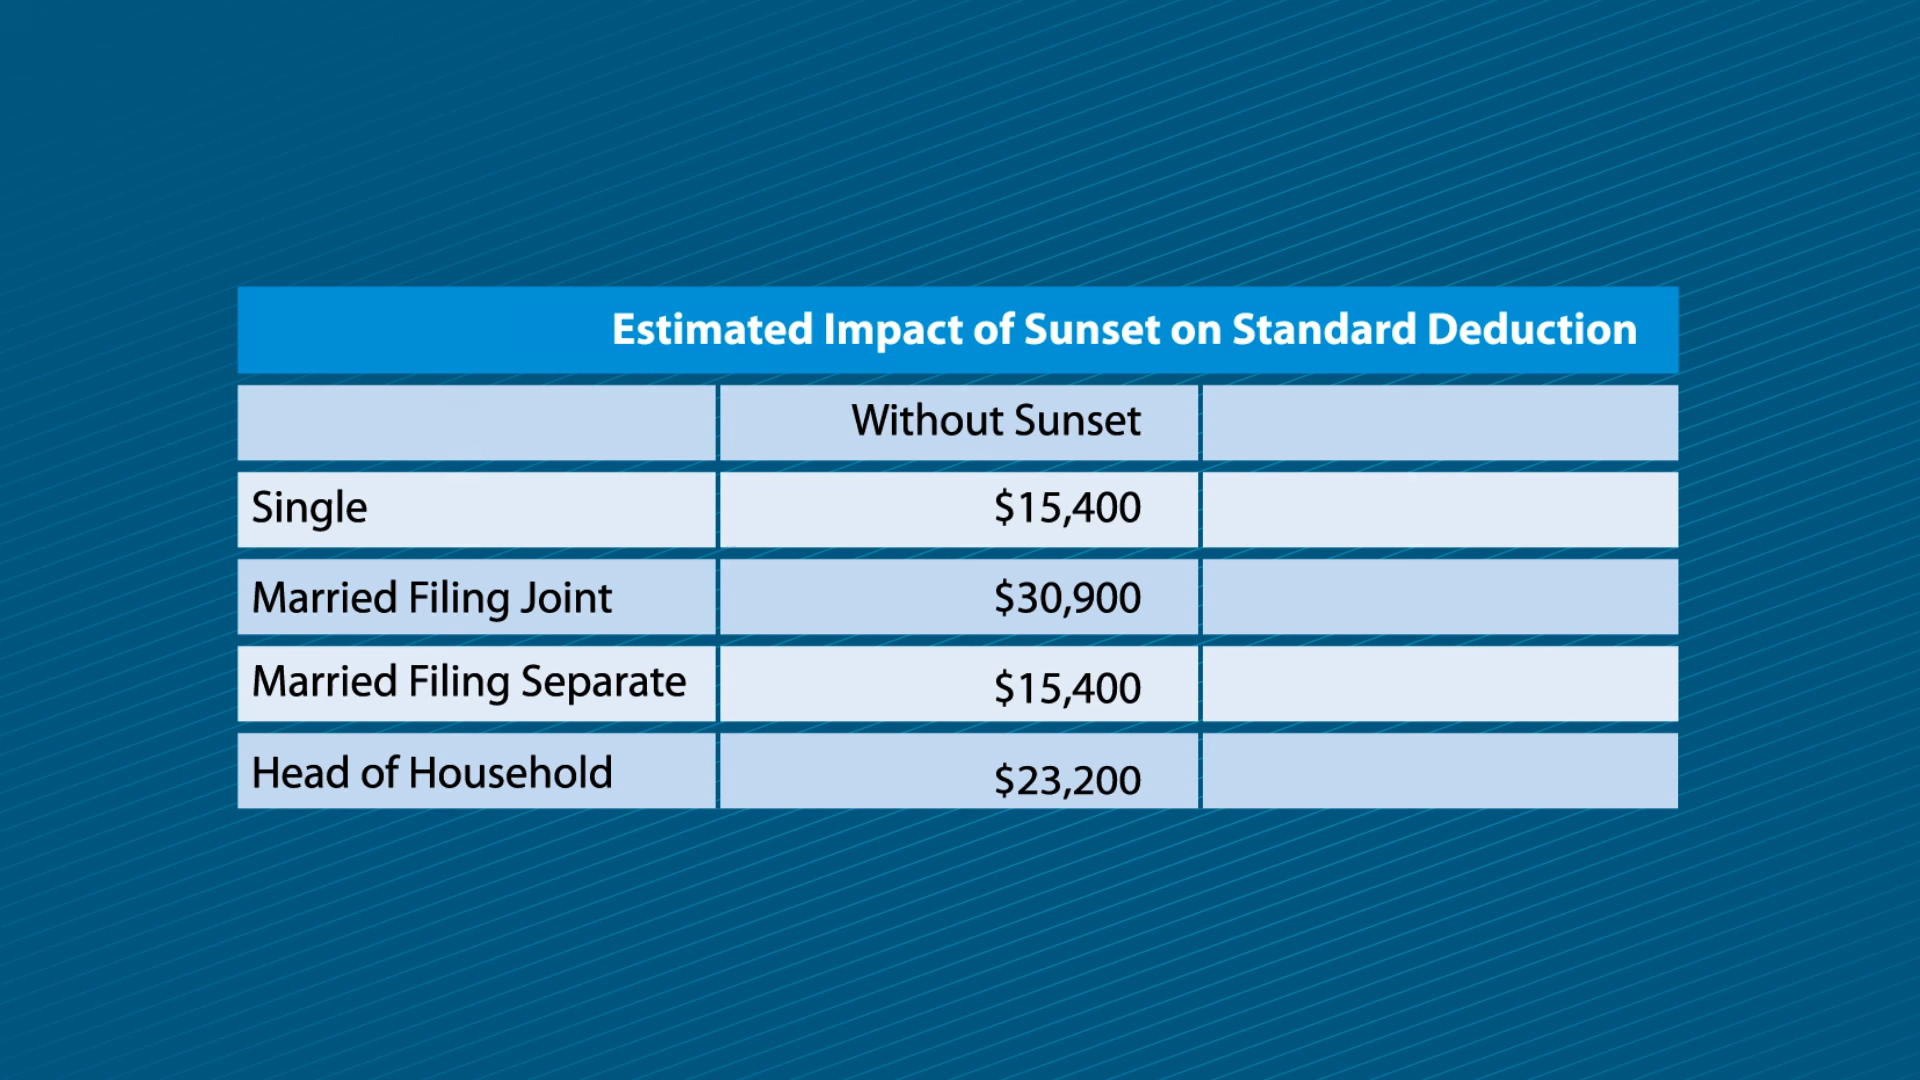 Estimated Impact of Sunset on Standard Deduction
Without Sunset
Single $15,400
Married Filing Joint $30,900
Married Filing Separate $15,400
Head of Household $23,200